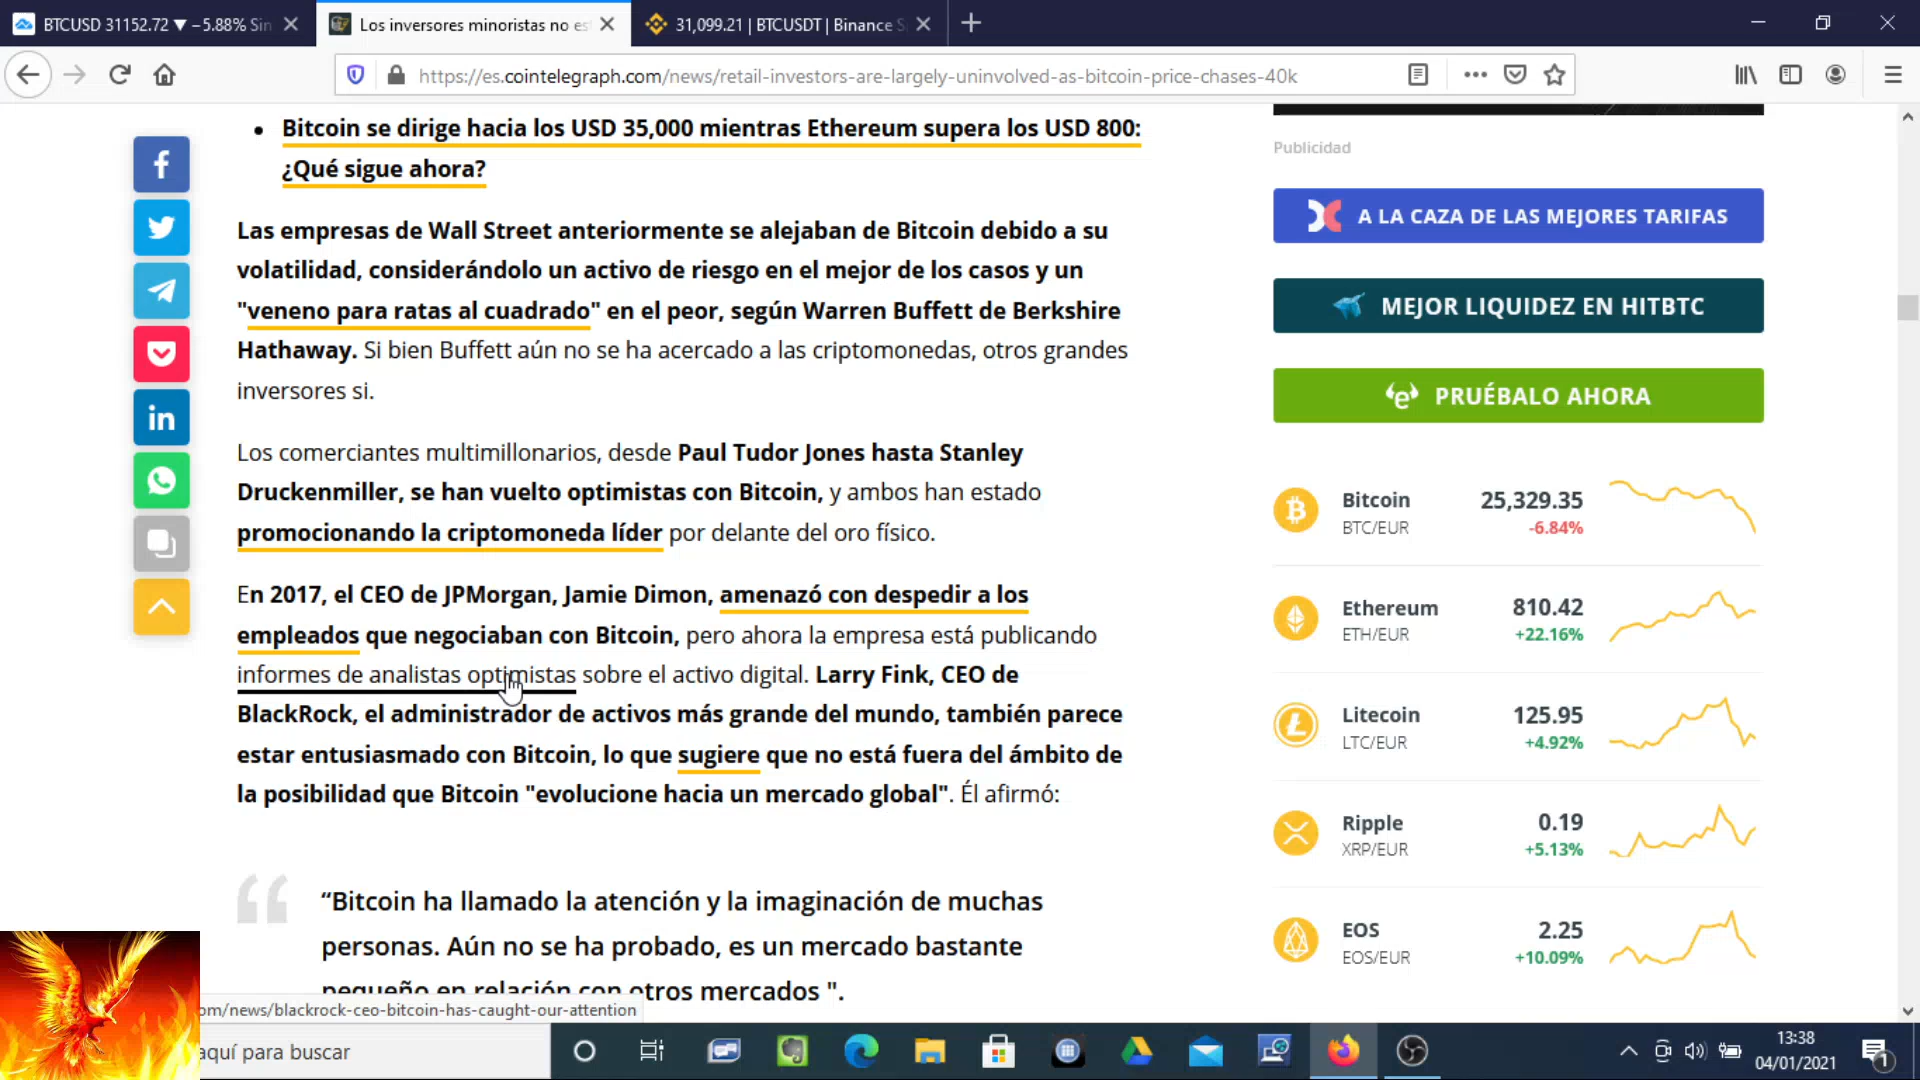 BTCUSD 31152.72 ▼ −5.88% Sin
Los inversores minoristas no es
31,099.21 | BTCUSDT | Binance S
https://es.cointelegraph.com/news/retail-investors-are-largely-uninvolved-as-bitcoin-price-chases-40k
Bitcoin se dirige hacia los USD 35,000 mientras Ethereum supera los USD 800:
¿Qué sigue ahora?
Las empresas de Wall Street anteriormente se alejaban de Bitcoin debido a su
volatilidad, considerándolo un activo de riesgo en el mejor de los casos y un
"veneno para ratas al cuadrado" en el peor, según Warren Buffett de Berkshire
Hathaway. Si bien Buffett aún no se ha acercado a las criptomonedas, otros grandes
inversores si.
Los comerciantes multimillonarios, desde Paul Tudor Jones hasta Stanley
Druckenmiller, se han vuelto optimistas con Bitcoin, y ambos han estado
promocionando la criptomoneda líder por delante del oro físico.
En 2017, el CEO de JPMorgan, Jamie Dimon, amenazó con despedir a los
empleados que negociaban con Bitcoin, pero ahora la empresa está publicando
informes de analistas optimistas sobre el activo digital. Larry Fink, CEO de
BlackRock, el administrador de activos más grande del mundo, también parece
estar entusiasmado con Bitcoin, lo que sugiere que no está fuera del ámbito de
la posibilidad que Bitcoin "evolucione hacia un mercado global". Él afirmó:
“Bitcoin ha llamado la atención y la imaginación de muchas
personas. Aún no se ha probado, es un mercado bastante
pequeño en relación con otros mercados ".
Publicidad
A LA CAZA DE LAS MEJORES TARIFAS
MEJOR LIQUIDEZ EN HITBTC
PRUÉBALO AHORA
Bitcoin 25,329.35
BTC/EUR -6.84%
Ethereum 810.42
ETH/EUR +22.16%
Litecoin 125.95
LTC/EUR +4.92%
Ripple 0.19
XRP/EUR +5.13%
EOS 2.25
EOS/EUR +10.09%
om/news/blackrock-ceo-bitcoin-has-caught-our-attention
aquí para buscar
13:38
04/01/2021
1